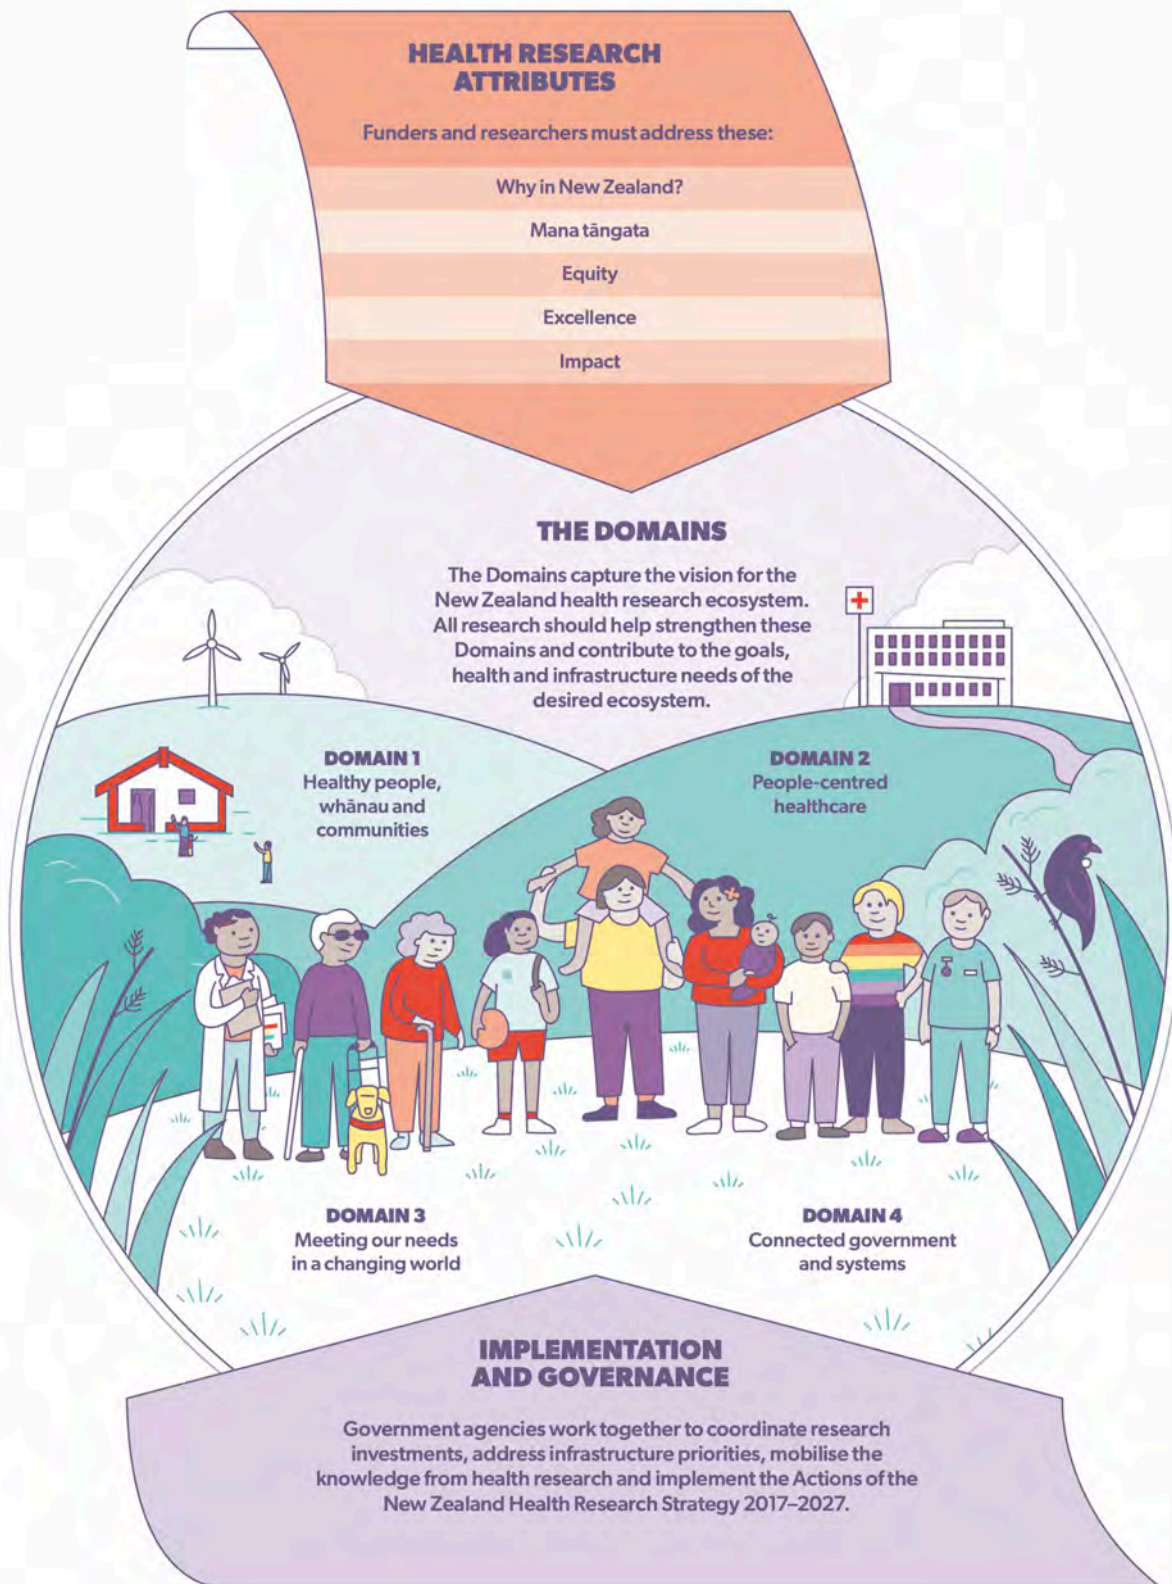 HEALTH RESEARCH
ATTRIBUTES
Funders and researchers must address these:
Why in New Zealand?
Mana tāngata
Equity
Excellence
Impact
THE DOMAINS
The Domains capture the vision for the
New Zealand health research ecosystem.
All research should help strengthen these
Domains and contribute to the goals,
health and infrastructure needs of the
desired ecosystem.
DOMAIN 1
Healthy people,
whānau and
communities
DOMAIN 2
People-centred
healthcare
DOMAIN 3
Meeting our needs
in a changing world
DOMAIN 4
Connected government
and systems
IMPLEMENTATION
AND GOVERNANCE
Government agencies work together to coordinate research
investments, address infrastructure priorities, mobilise the
knowledge from health research and implement the Actions of the
New Zealand Health Research Strategy 2017–2027.